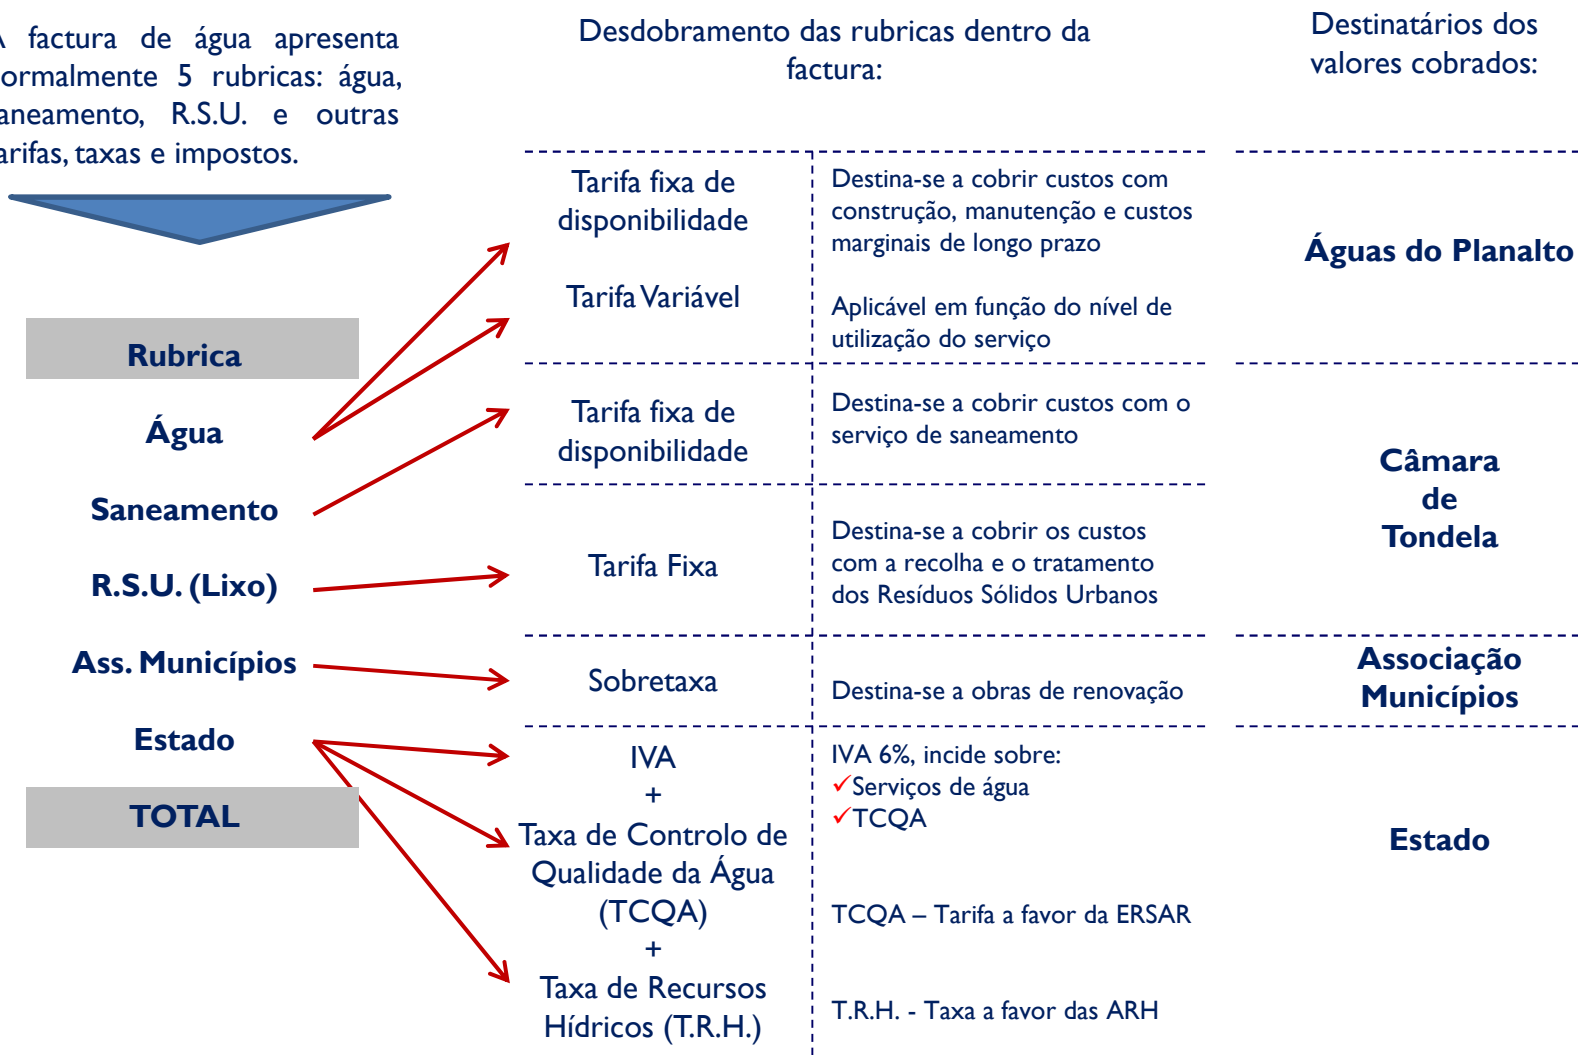 factura de água apresenta
5 rubricas: água,
R.S.U. e outras
taxas e impostos.
Rubrica
Água
Saneamento
R.S.U. (Lixo)
Ass. Municípios
Estado
TOTAL
Desdobramento das rubricas dentro da
factura:
Tarifa fixa de
disponibilidade
Destina-se a cobrir custos com
construção, manutenção e custos
marginais de longo prazo
Tarifa Variável
Aplicável em função do nível de
utilização do serviço
Tarifa fixa de
disponibilidade
Destina-se a cobrir custos com o
serviço de saneamento
Tarifa Fixa
Destina-se a cobrir os custos
com a recolha e o tratamento
dos Resíduos Sólidos Urbanos
Sobretaxa
Destina-se a obras de renovação
IVA
+
Taxa de Controlo de
Qualidade da Água
(TCQA)
+
Taxa de Recursos
Hídricos (T.R.H.)
IVA 6%, incide sobre:
✓Serviços de água
✓TCQA
TCQA – Tarifa a favor da ERSAR
T.R.H. - Taxa a favor das ARH
Destinatários dos
valores cobrados:
Águas do Planalto
Câmara
de
Tondela
Associação
Municípios
Estado